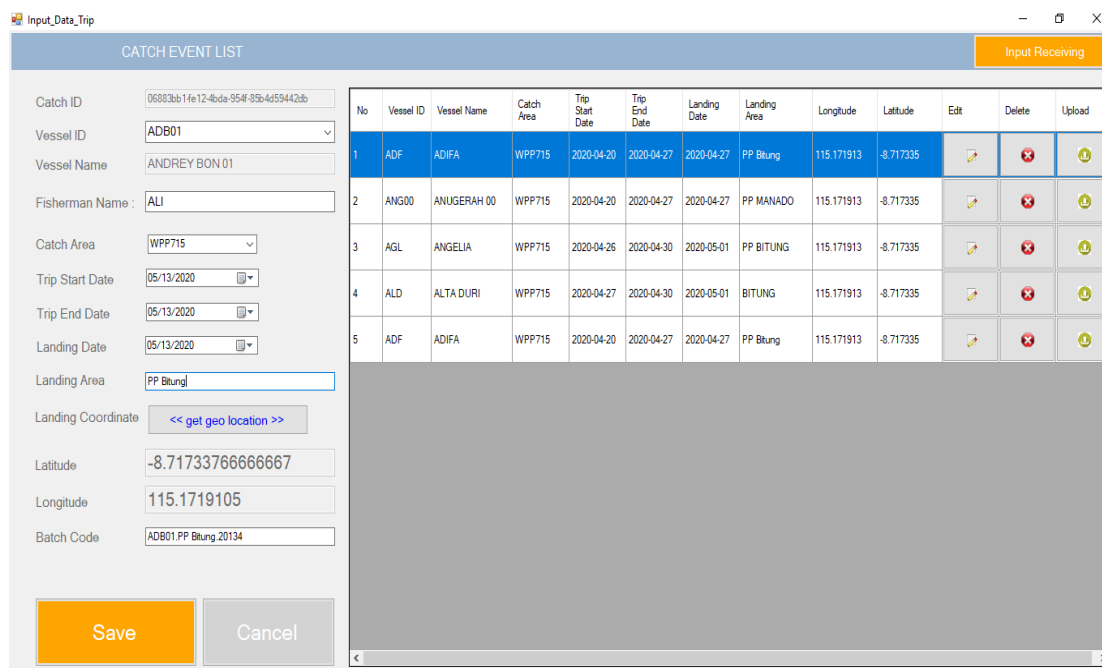 Input_Data_Trip
CATCH EVENT LIST
Input Receiving
Catch ID 06883bb1-fe12-4bda-954f-85b4d59442db
Vessel ID ADB01
Vessel Name ANDREY BON 01
Fisherman Name : ALI
Catch Area WPP715
Trip Start Date 05/13/2020
Trip End Date 05/13/2020
Landing Date 05/13/2020
Landing Area PP Bitung
Landing Coordinate << get geo location >>
Latitude -8.71733766666667
Longitude 115.1719105
Batch Code ADB01.PP Bitung.20134
Save Cancel
No Vessel ID Vessel Name Catch Area Trip Start Date Trip End Date Landing Date Landing Area Longitude Latitude Edit Delete Upload
1 ADF ADIFA WPP715 2020-04-20 2020-04-27 2020-04-27 PP Bitung 115.171913 -8.717335
2 ANG00 ANUGERAH 00 WPP715 2020-04-20 2020-04-27 2020-04-27 PP MANADO 115.171913 -8.717335
3 AGL ANGELIA WPP715 2020-04-26 2020-04-30 2020-05-01 PP BITUNG 115.171913 -8.717335
4 ALD ALTA DURI WPP715 2020-04-27 2020-04-30 2020-05-01 BITUNG 115.171913 -8.717335
5 ADF ADIFA WPP715 2020-04-20 2020-04-27 2020-04-27 PP Bitung 115.171913 -8.717335